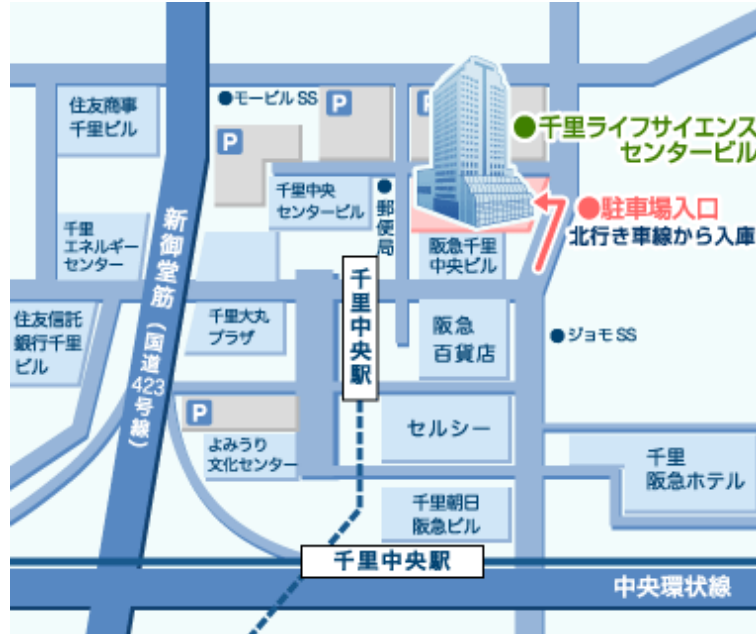 住友商事
千里ビル
●モービルSS
P
P
P
●千里ライフサイエンス
センタービル
千里中央
センタービル
●郵便局
●駐車場入口
北行き車線から入庫
千里
エネルギー
センター
新御堂筋(国道423号線)
阪急千里
中央ビル
千里中央駅
住友信託
銀行千里
ビル
千里大丸
プラザ
阪急
百貨店
●ジョモSS
P
よみうり
文化センター
セルシー
千里
阪急ホテル
千里朝日
阪急ビル
千里中央駅
中央環状線